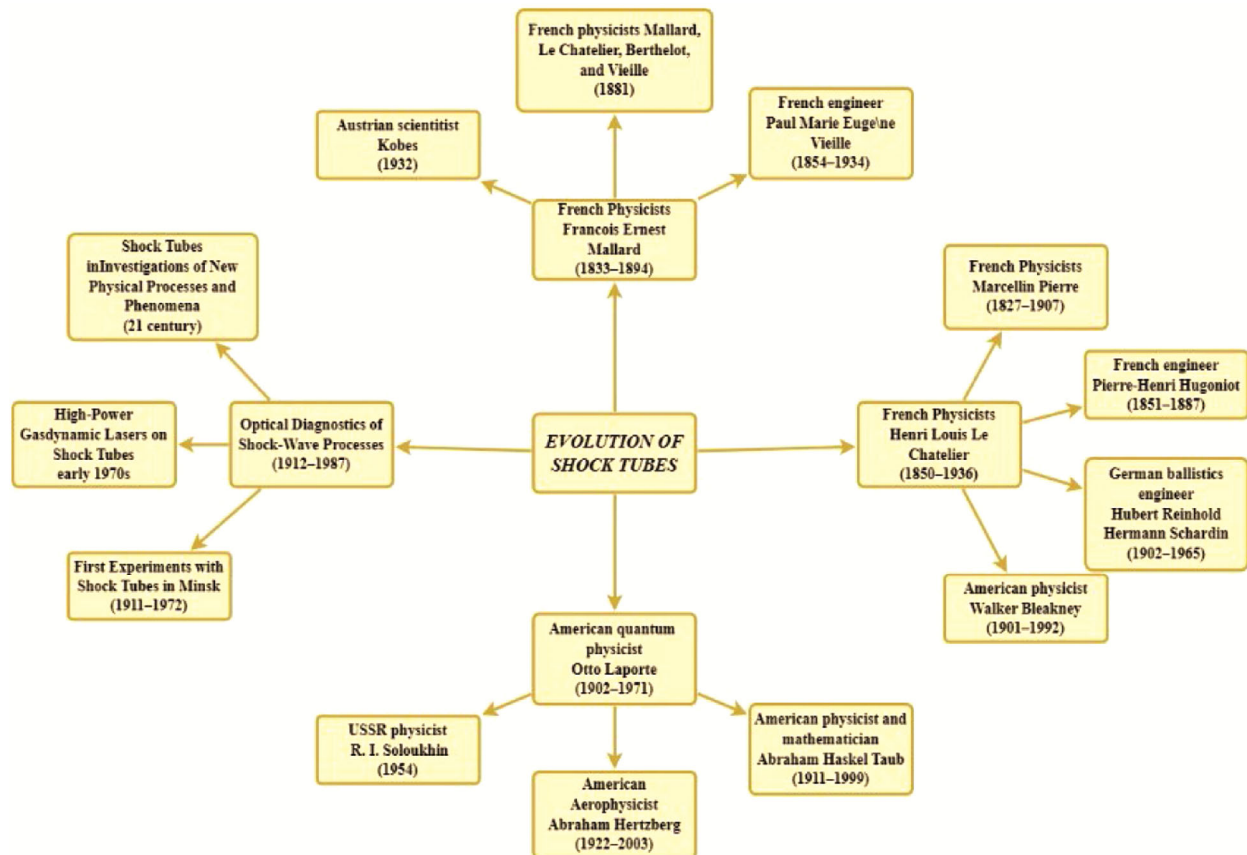 French physicists Mallard,
Le Chatelier, Berthelot,
and Vieille
(1881)
French engineer
Paul Marie Euge\ne
Vieille
(1854–1934)
Austrian scientitist
Kobes
(1932)
French Physicists
Francois Ernest
Mallard
(1833–1894)
Shock Tubes
inInvestigations of New
Physical Processes and
Phenomena
(21 century)
French Physicists
Marcellin Pierre
(1827–1907)
French engineer
Pierre-Henri Hugoniot
(1851–1887)
High-Power
Gasdynamic Lasers on
Shock Tubes
early 1970s
Optical Diagnostics of
Shock-Wave Processes
(1912–1987)
EVOLUTION OF
SHOCK TUBES
French Physicists
Henri Louis Le
Chatelier
(1850–1936)
German ballistics
engineer
Hubert Reinhold
Hermann Schardin
(1902–1965)
First Experiments with
Shock Tubes in Minsk
(1911–1972)
American physicist
Walker Bleakney
(1901–1992)
American quantum
physicist
Otto Laporte
(1902–1971)
USSR physicist
R. I. Soloukhin
(1954)
American physicist and
mathematician
Abraham Haskel Taub
(1911–1999)
American
Aerophysicist
Abraham Hertzberg
(1922–2003)